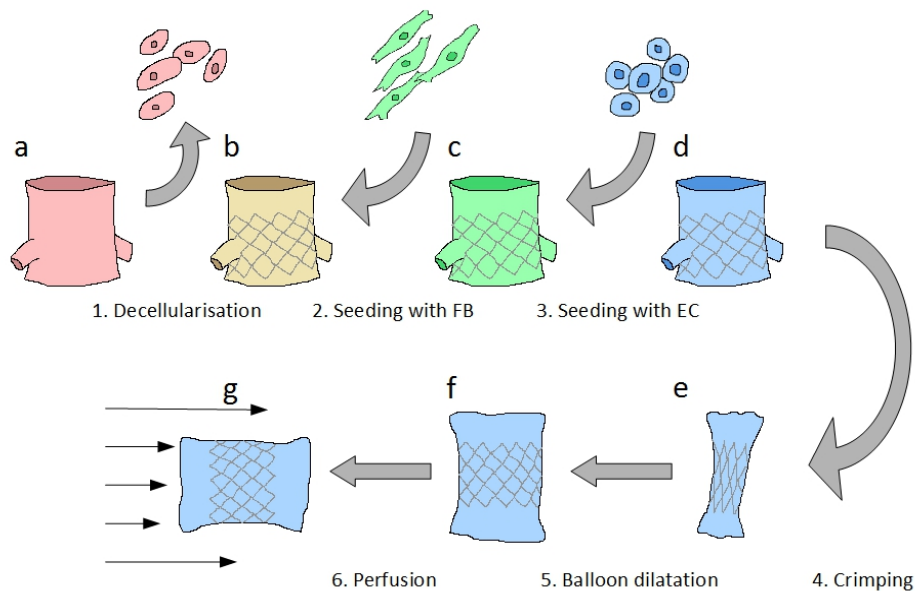 a
b
c
d
1. Decellularisation
2. Seeding with FB
3. Seeding with EC
g
f
e
6. Perfusion
5. Balloon dilatation
4. Crimping